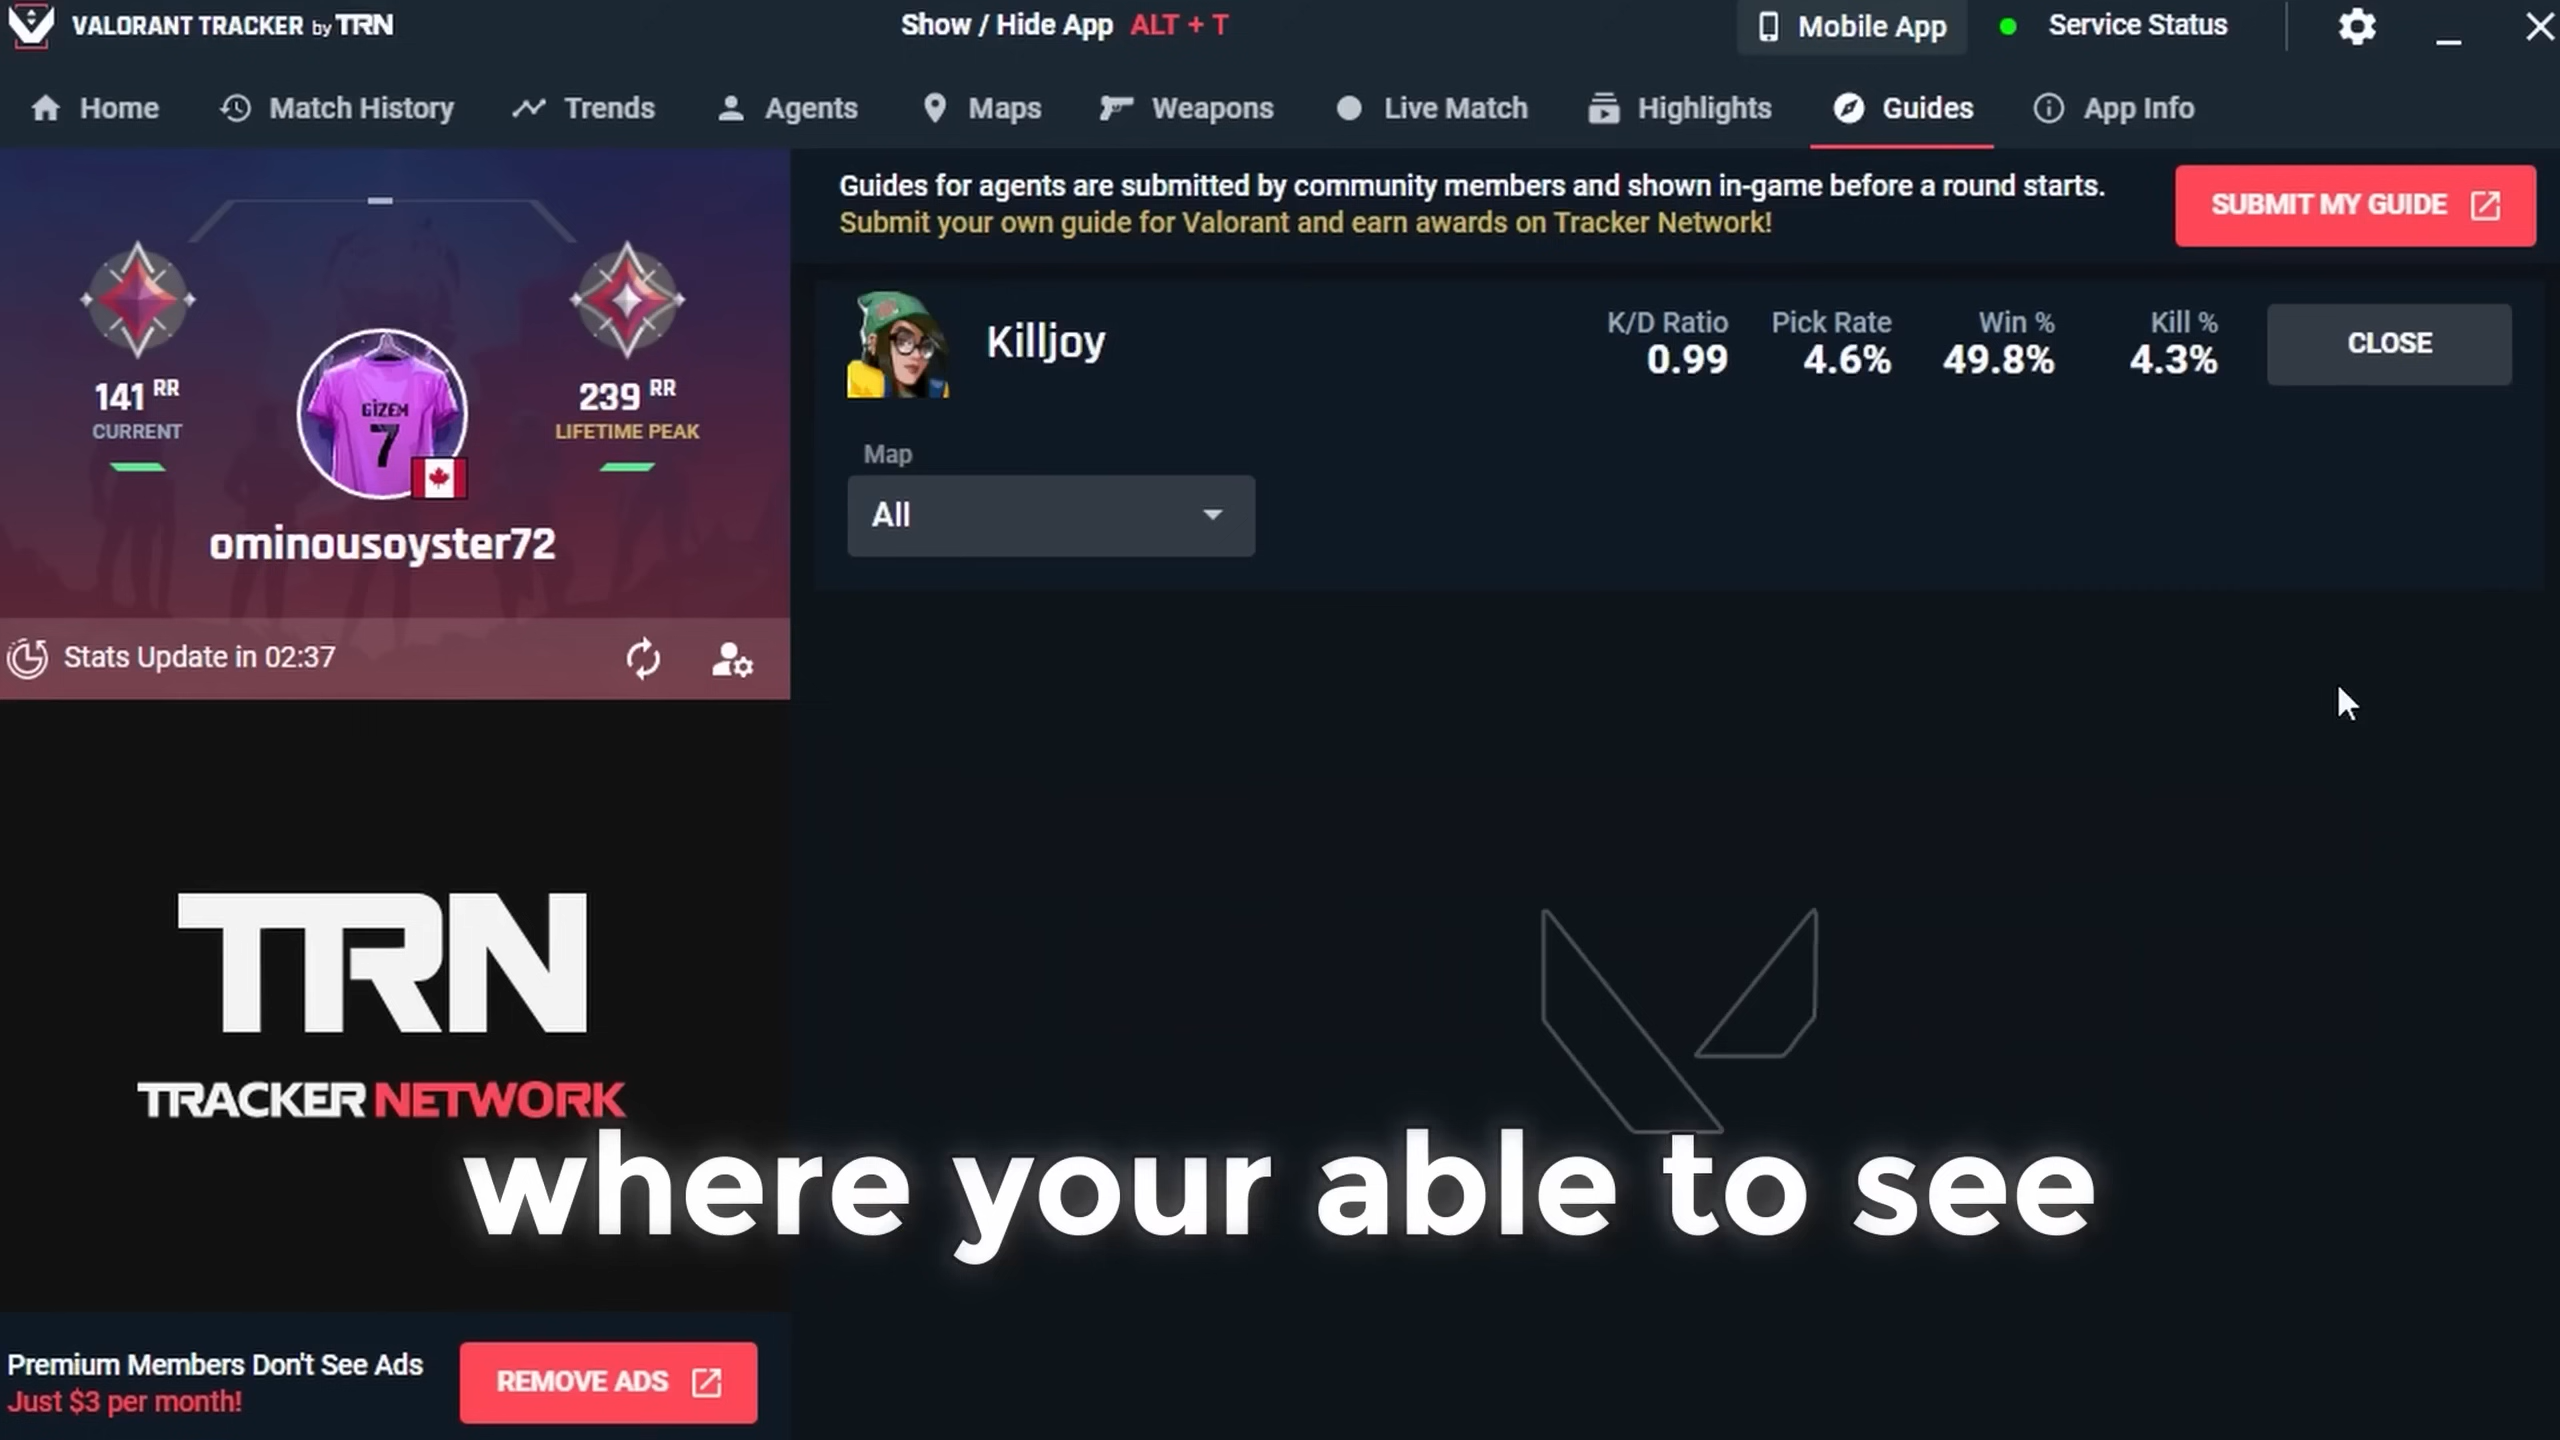 VALORANT TRACKER by TRN
Show / Hide App ALT + T
Mobile App
Service Status
Home
Match History
Trends
Agents
Maps
Weapons
Live Match
Highlights
Guides
App Info
141 RR
CURRENT
239 RR
LIFETIME PEAK
GİZEM
7
ominousoyster72
Stats Update in 02:37
Guides for agents are submitted by community members and shown in-game before a round starts.
Submit your own guide for Valorant and earn awards on Tracker Network!
SUBMIT MY GUIDE
Killjoy
K/D Ratio
0.99
Pick Rate
4.6%
Win %
49.8%
Kill %
4.3%
CLOSE
Map
All
TRN
TRACKER NETWORK
where your able to see
Premium Members Don't See Ads
Just $3 per month!
REMOVE ADS